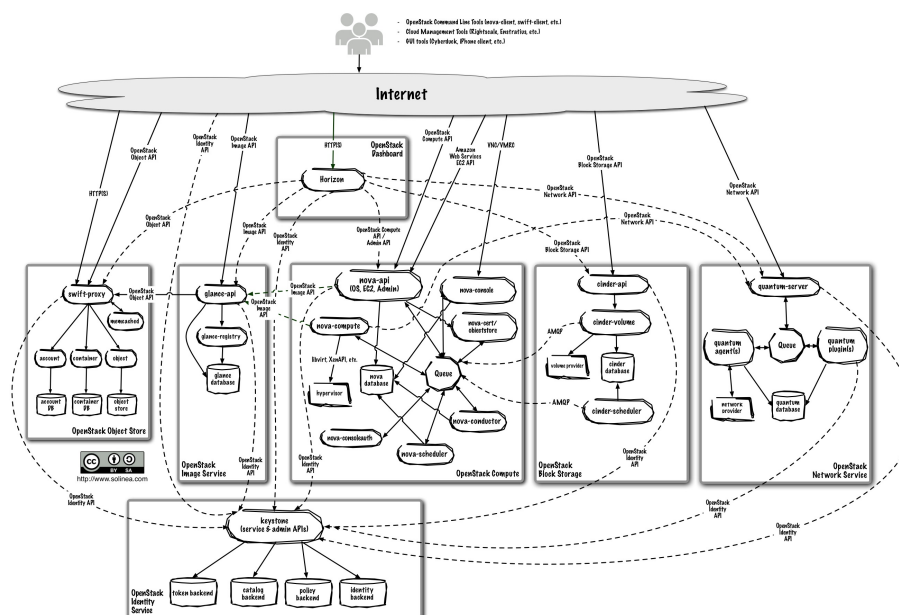 - OpenStack Command Line Tools (nova-client, swift-client, etc.)
- Cloud Management Tools (Rightscale, Enstratius, etc.)
- GUI tools (Cyberduck, iPhone client, etc.)
Internet
HTTP(S)
OpenStack
Object API
OpenStack
Identity
API
OpenStack
Image API
HTTP(S)
OpenStack
Dashboard
Horizon
OpenStack
Compute API
Amazon
Web Services
EC2 API
VNC/VMRC
OpenStack
Block Storage API
OpenStack
Network API
OpenStack
Object API
OpenStack
Image API
OpenStack
Identity
API
OpenStack Compute
API /
Admin API
OpenStack
Block Storage API
OpenStack
Network API
OpenStack
Network API
swift-proxy
memcached
account
container
object
account
DB
container
DB
object
store
OpenStack Object Store
OpenStack
Object API
glance-api
glance-registry
glance
database
OpenStack
Image Service
OpenStack
Identity
API
OpenStack
Image API
OpenStack
Image API
nova-api
(OS, EC2, Admin)
nova-console
nova-cert/
objectstore
nova-compute
libvirt, XenAPI, etc.
hypervisor
nova
database
Queue
nova-conductor
nova-consoleauth
nova-scheduler
OpenStack Compute
OpenStack
Identity
API
AMQP
AMQP
cinder-api
cinder-volume
volume provider
cinder
database
cinder-scheduler
OpenStack
Block Storage
OpenStack
Identity
API
quantum-server
quantum
agent(s)
Queue
quantum
plugin(s)
network
provider
quantum
database
OpenStack
Network Service
CC BY SA
http://www.solinea.com
OpenStack
Identity API
OpenStack
Identity
API
OpenStack
Identity
API
keystone
(service & admin APIs)
token backend
catalog
backend
policy
backend
identity
backend
OpenStack
Identity
Service